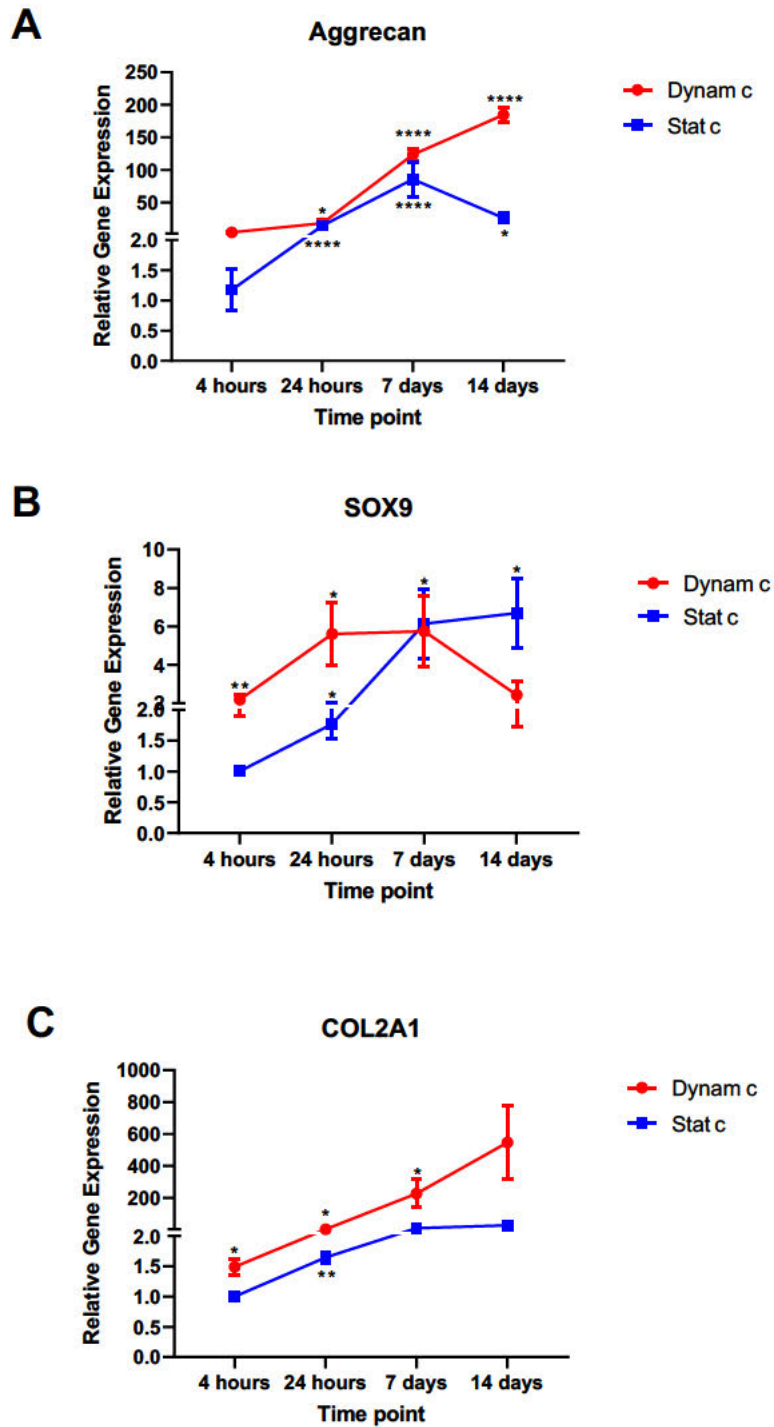 A
Aggrecan
Relative Gene Expression
250
200
150
100
50
2.0
1.5
1.0
0.5
0.0
****
****
*
****
****
*
4 hours 24 hours 7 days 14 days
Time point
Dynam c
Stat c
B
SOX9
Relative Gene Expression
10
8
6
4
2
2.0
1.5
1.0
0.5
0.0
*
*
*
**
*
4 hours 24 hours 7 days 14 days
Time point
Dynam c
Stat c
C
COL2A1
Relative Gene Expression
1000
800
600
400
200
2.0
1.5
1.0
0.5
0.0
*
*
*
**
4 hours 24 hours 7 days 14 days
Time point
Dynam c
Stat c